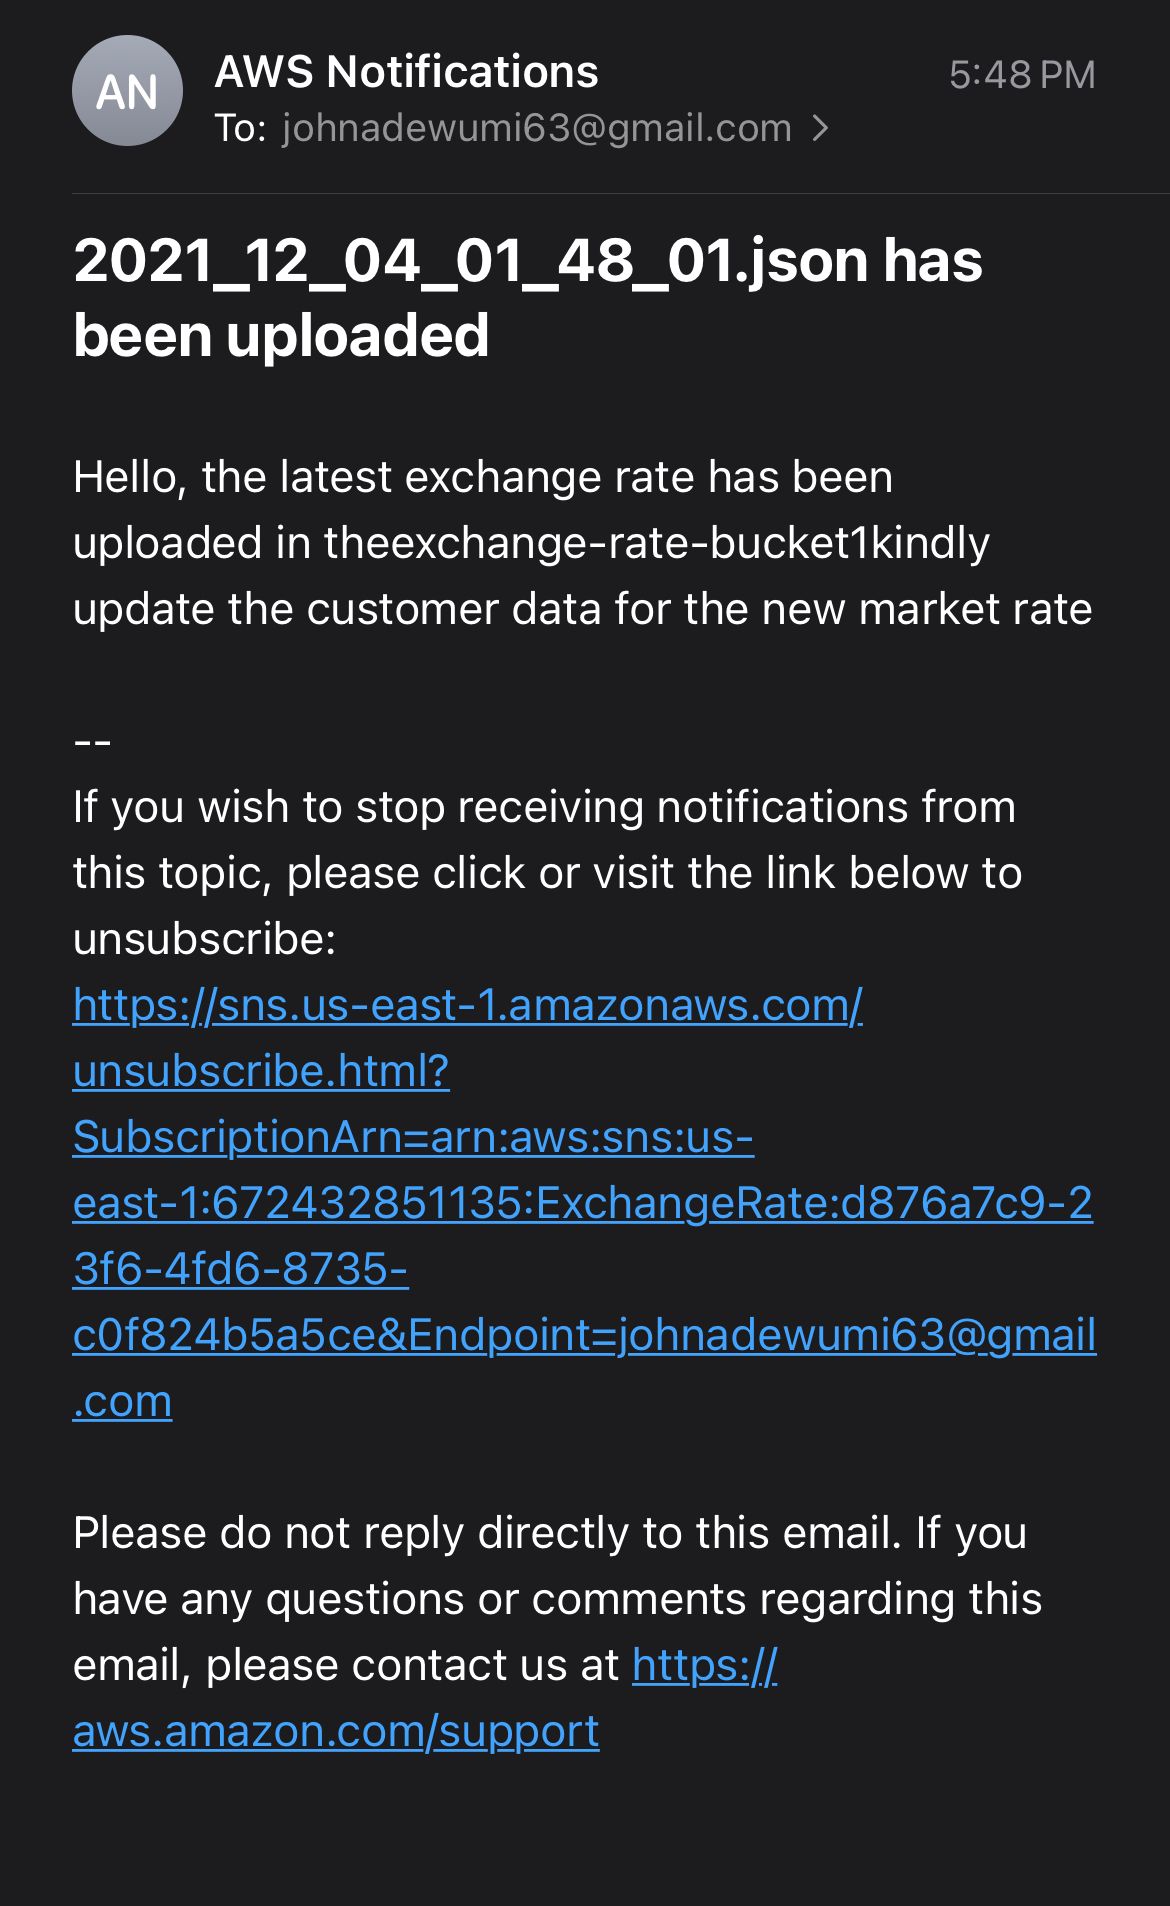 AN
AWS Notifications
5:48 PM
To: johnadewumi63@gmail.com >
2021_12_04_01_48_01.json has
been uploaded
Hello, the latest exchange rate has been
uploaded in theexchange-rate-bucket1kindly
update the customer data for the new market rate
--
If you wish to stop receiving notifications from
this topic, please click or visit the link below to
unsubscribe:
https://sns.us-east-1.amazonaws.com/
unsubscribe.html?
SubscriptionArn=arn:aws:sns:us-
east-1:672432851135:ExchangeRate:d876a7c9-2
3f6-4fd6-8735-
c0f824b5a5ce&Endpoint=johnadewumi63@gmail
.com
Please do not reply directly to this email. If you
have any questions or comments regarding this
email, please contact us at https://
aws.amazon.com/support